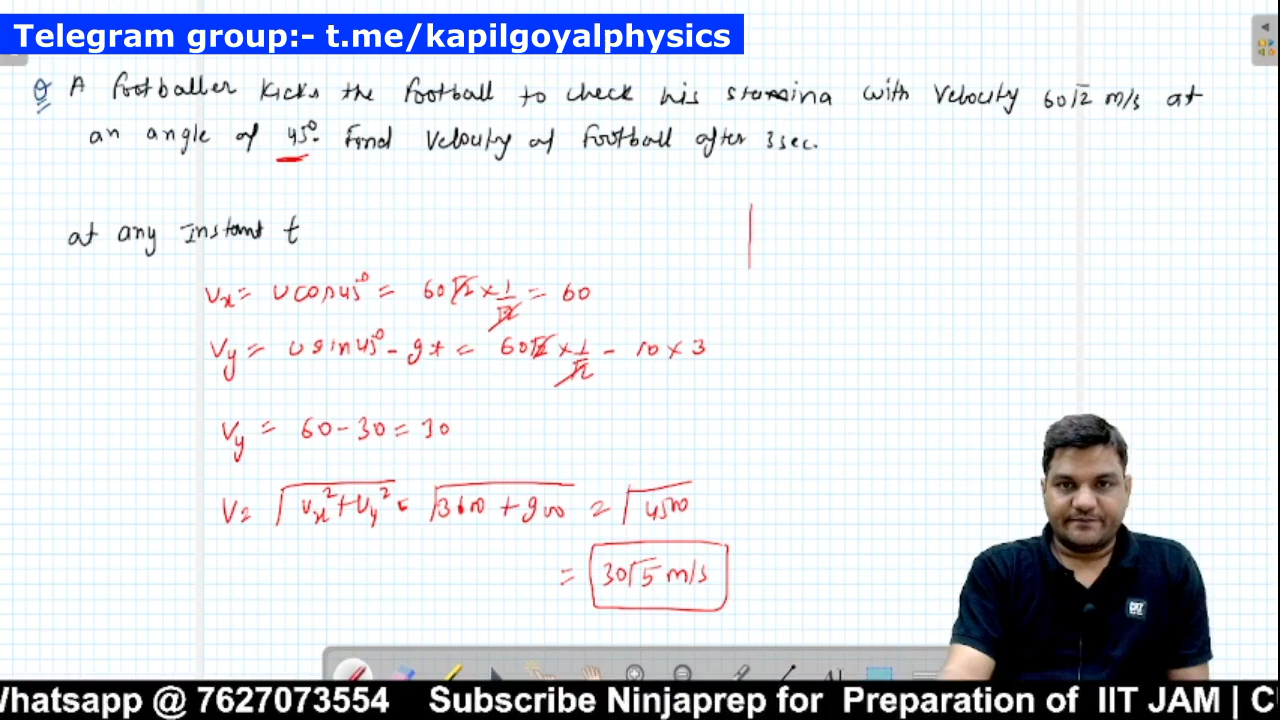 Telegram group:- t.me/kapilgoyalphysics
Q A footballer kicks the football to check his stamina with velocity 60√2 m/s at
an angle of 45°. Find velocity of football after 3 sec.
at any instant t
Vx = u cos45° = 60√2 × 1/√2 = 60
Vy = u sin45° - gt = 60√2 × 1/√2 - 10 × 3
Vy = 60 - 30 = 30
V = √Vx² + Vy² = √3600 + 900 = √4500
= 30√5 m/s
Whatsapp @ 7627073554 Subscribe Ninjaprep for Preparation of IIT JAM | C